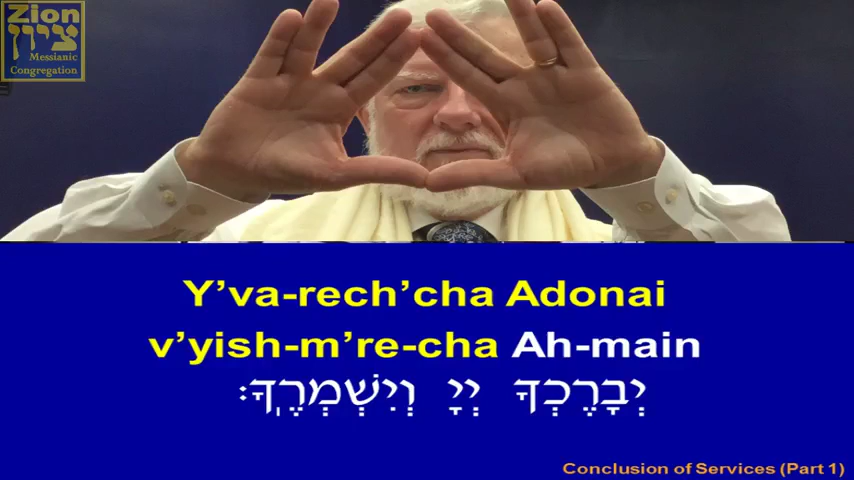 Zion
ציון
Messianic
Congregation
Y'va-rech'cha Adonai
v'yish-m're-cha Ah-main
יְבָרֶכְךָ יְיָ וְיִשְׁמְרֶֽךָ׃
Conclusion of Services (Part 1)